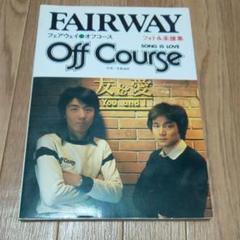 FAIRWAY
フェアウェイ●オフコース
フォト&楽譜集
SONG IS LOVE
Off Course
友&愛
You and I